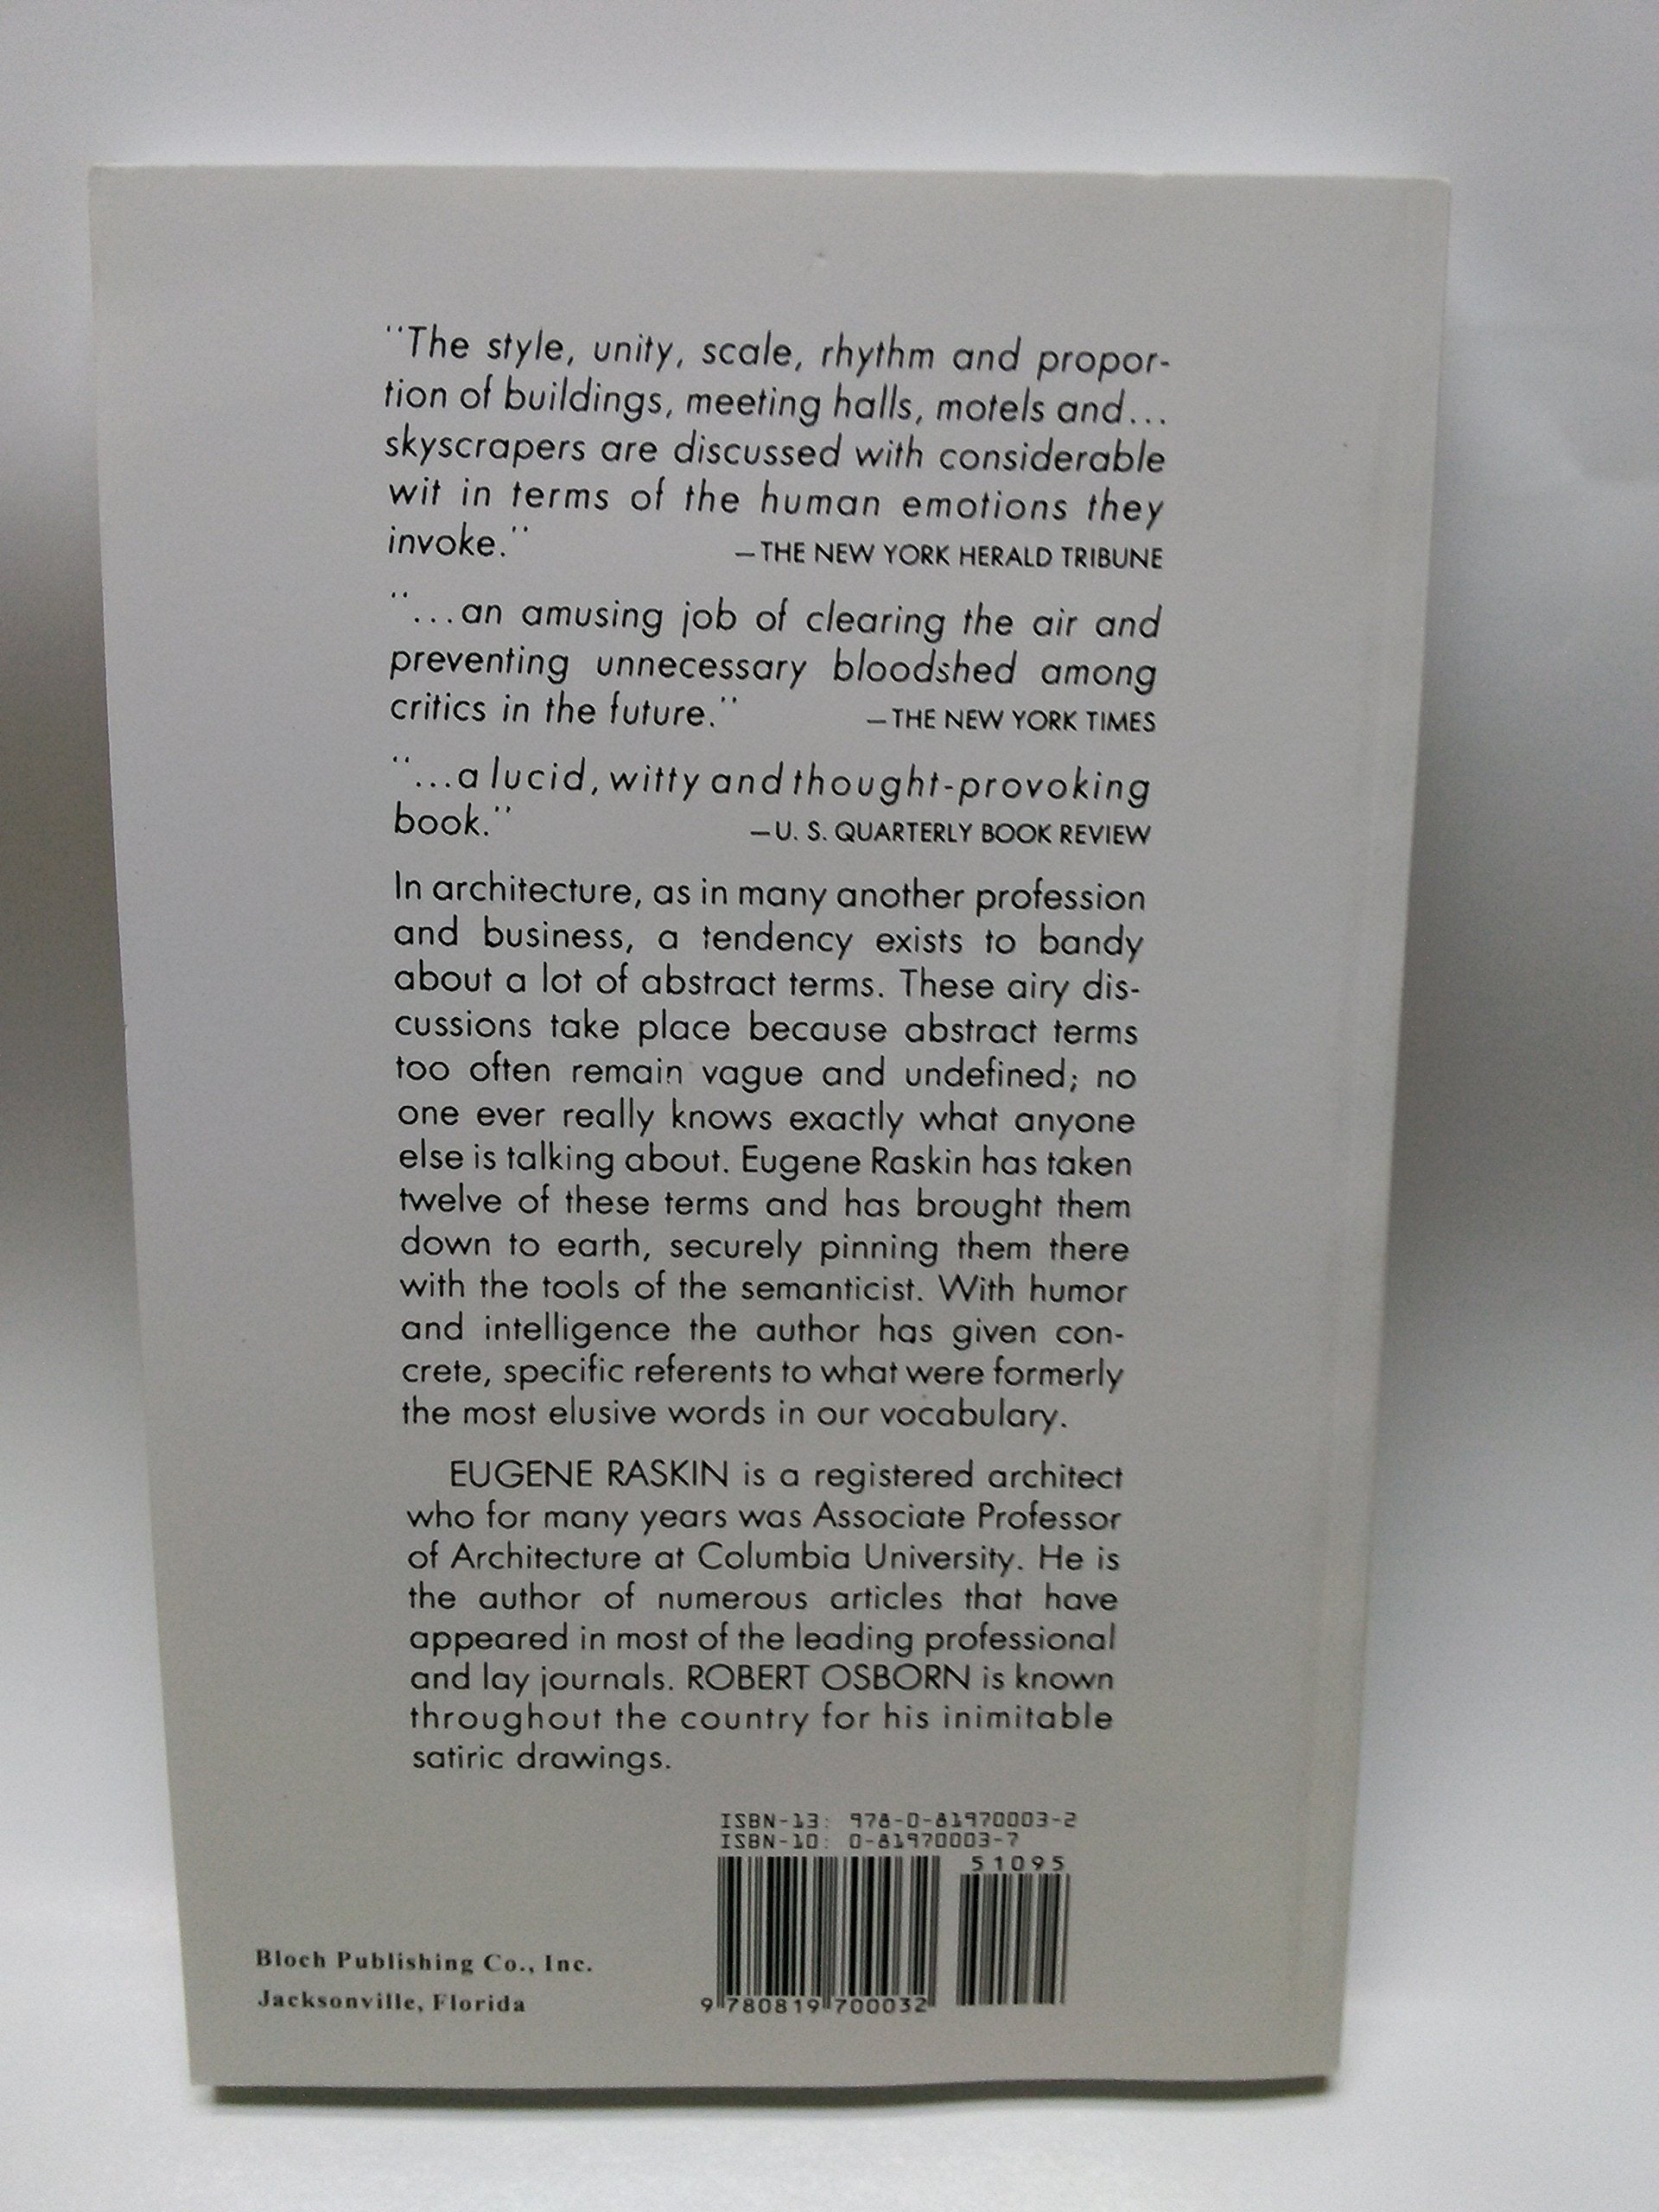 "The style, unity, scale, rhythm and propor-
tion of buildings, meeting halls, motels and...
skyscrapers are discussed with considerable
wit in terms of the human emotions they
invoke." —THE NEW YORK HERALD TRIBUNE
"...an amusing job of clearing the air and
preventing unnecessary bloodshed among
critics in the future." —THE NEW YORK TIMES
"...a lucid, witty and thought-provoking
book." —U. S. QUARTERLY BOOK REVIEW
In architecture, as in many another profession
and business, a tendency exists to bandy
about a lot of abstract terms. These airy dis-
cussions take place because abstract terms
too often remain vague and undefined; no
one ever really knows exactly what anyone
else is talking about. Eugene Raskin has taken
twelve of these terms and has brought them
down to earth, securely pinning them there
with the tools of the semanticist. With humor
and intelligence the author has given con-
crete, specific referents to what were formerly
the most elusive words in our vocabulary.
EUGENE RASKIN is a registered architect
who for many years was Associate Professor
of Architecture at Columbia University. He is
the author of numerous articles that have
appeared in most of the leading professional
and lay journals. ROBERT OSBORN is known
throughout the country for his inimitable
satiric drawings.
ISBN-13: 978-0-81970003-2
ISBN-10: 0-81970003-7
51095
9 780819 700032
Bloch Publishing Co., Inc.
Jacksonville, Florida